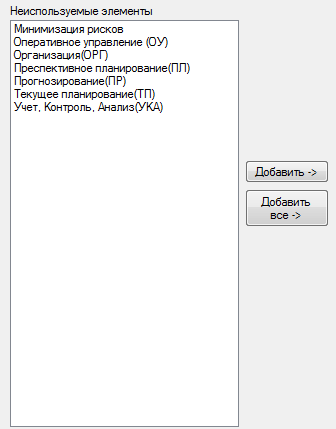 Неиспользуемые элементы
Минимизация рисков
Оперативное управление (ОУ)
Организация(ОРГ)
Преспективное планирование(ПЛ)
Прогнозирование(ПР)
Текущее планирование(ТП)
Учет, Контроль, Анализ(УКА)
Добавить ->
Добавить
все ->